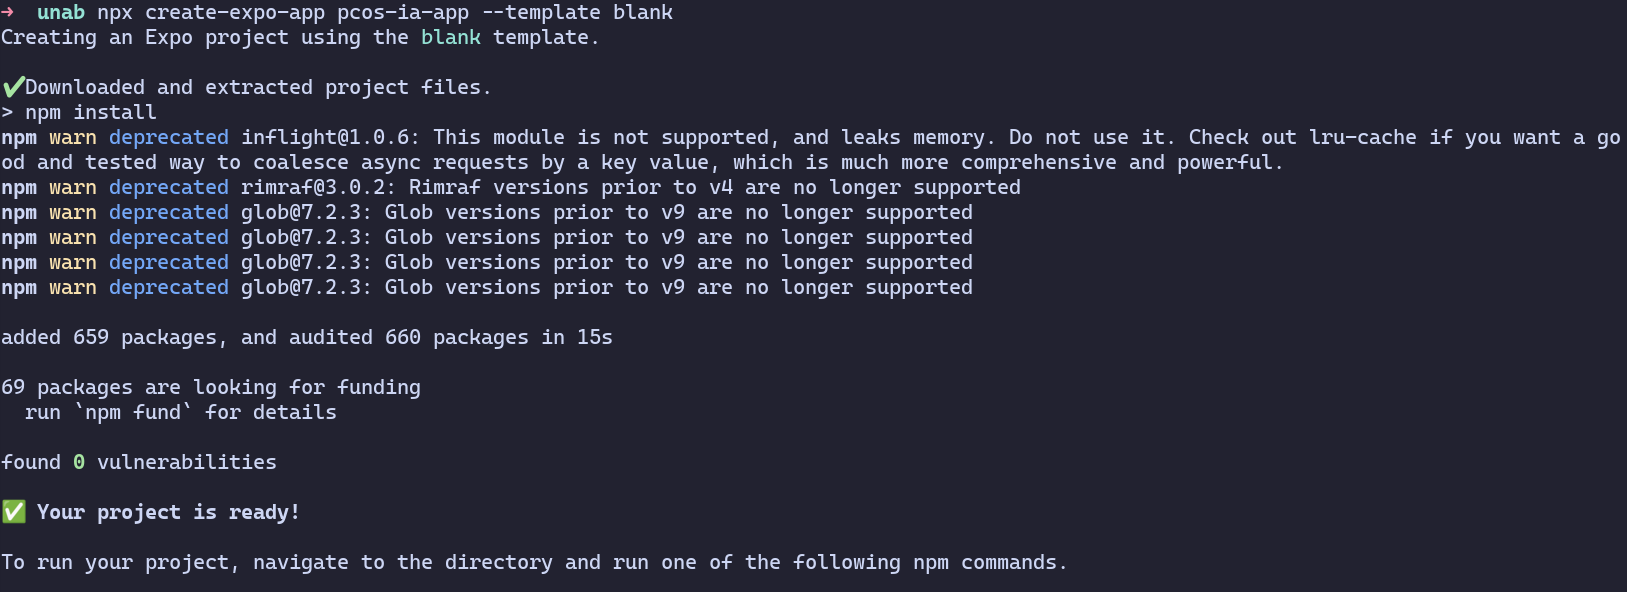 → unab npx create-expo-app pcos-ia-app --template blank
Creating an Expo project using the blank template.
✔Downloaded and extracted project files.
> npm install
npm warn deprecated inflight@1.0.6: This module is not supported, and leaks memory. Do not use it. Check out lru-cache if you want a go
od and tested way to coalesce async requests by a key value, which is much more comprehensive and powerful.
npm warn deprecated rimraf@3.0.2: Rimraf versions prior to v4 are no longer supported
npm warn deprecated glob@7.2.3: Glob versions prior to v9 are no longer supported
npm warn deprecated glob@7.2.3: Glob versions prior to v9 are no longer supported
npm warn deprecated glob@7.2.3: Glob versions prior to v9 are no longer supported
npm warn deprecated glob@7.2.3: Glob versions prior to v9 are no longer supported
added 659 packages, and audited 660 packages in 15s
69 packages are looking for funding
run `npm fund` for details
found 0 vulnerabilities
✅ Your project is ready!
To run your project, navigate to the directory and run one of the following npm commands.